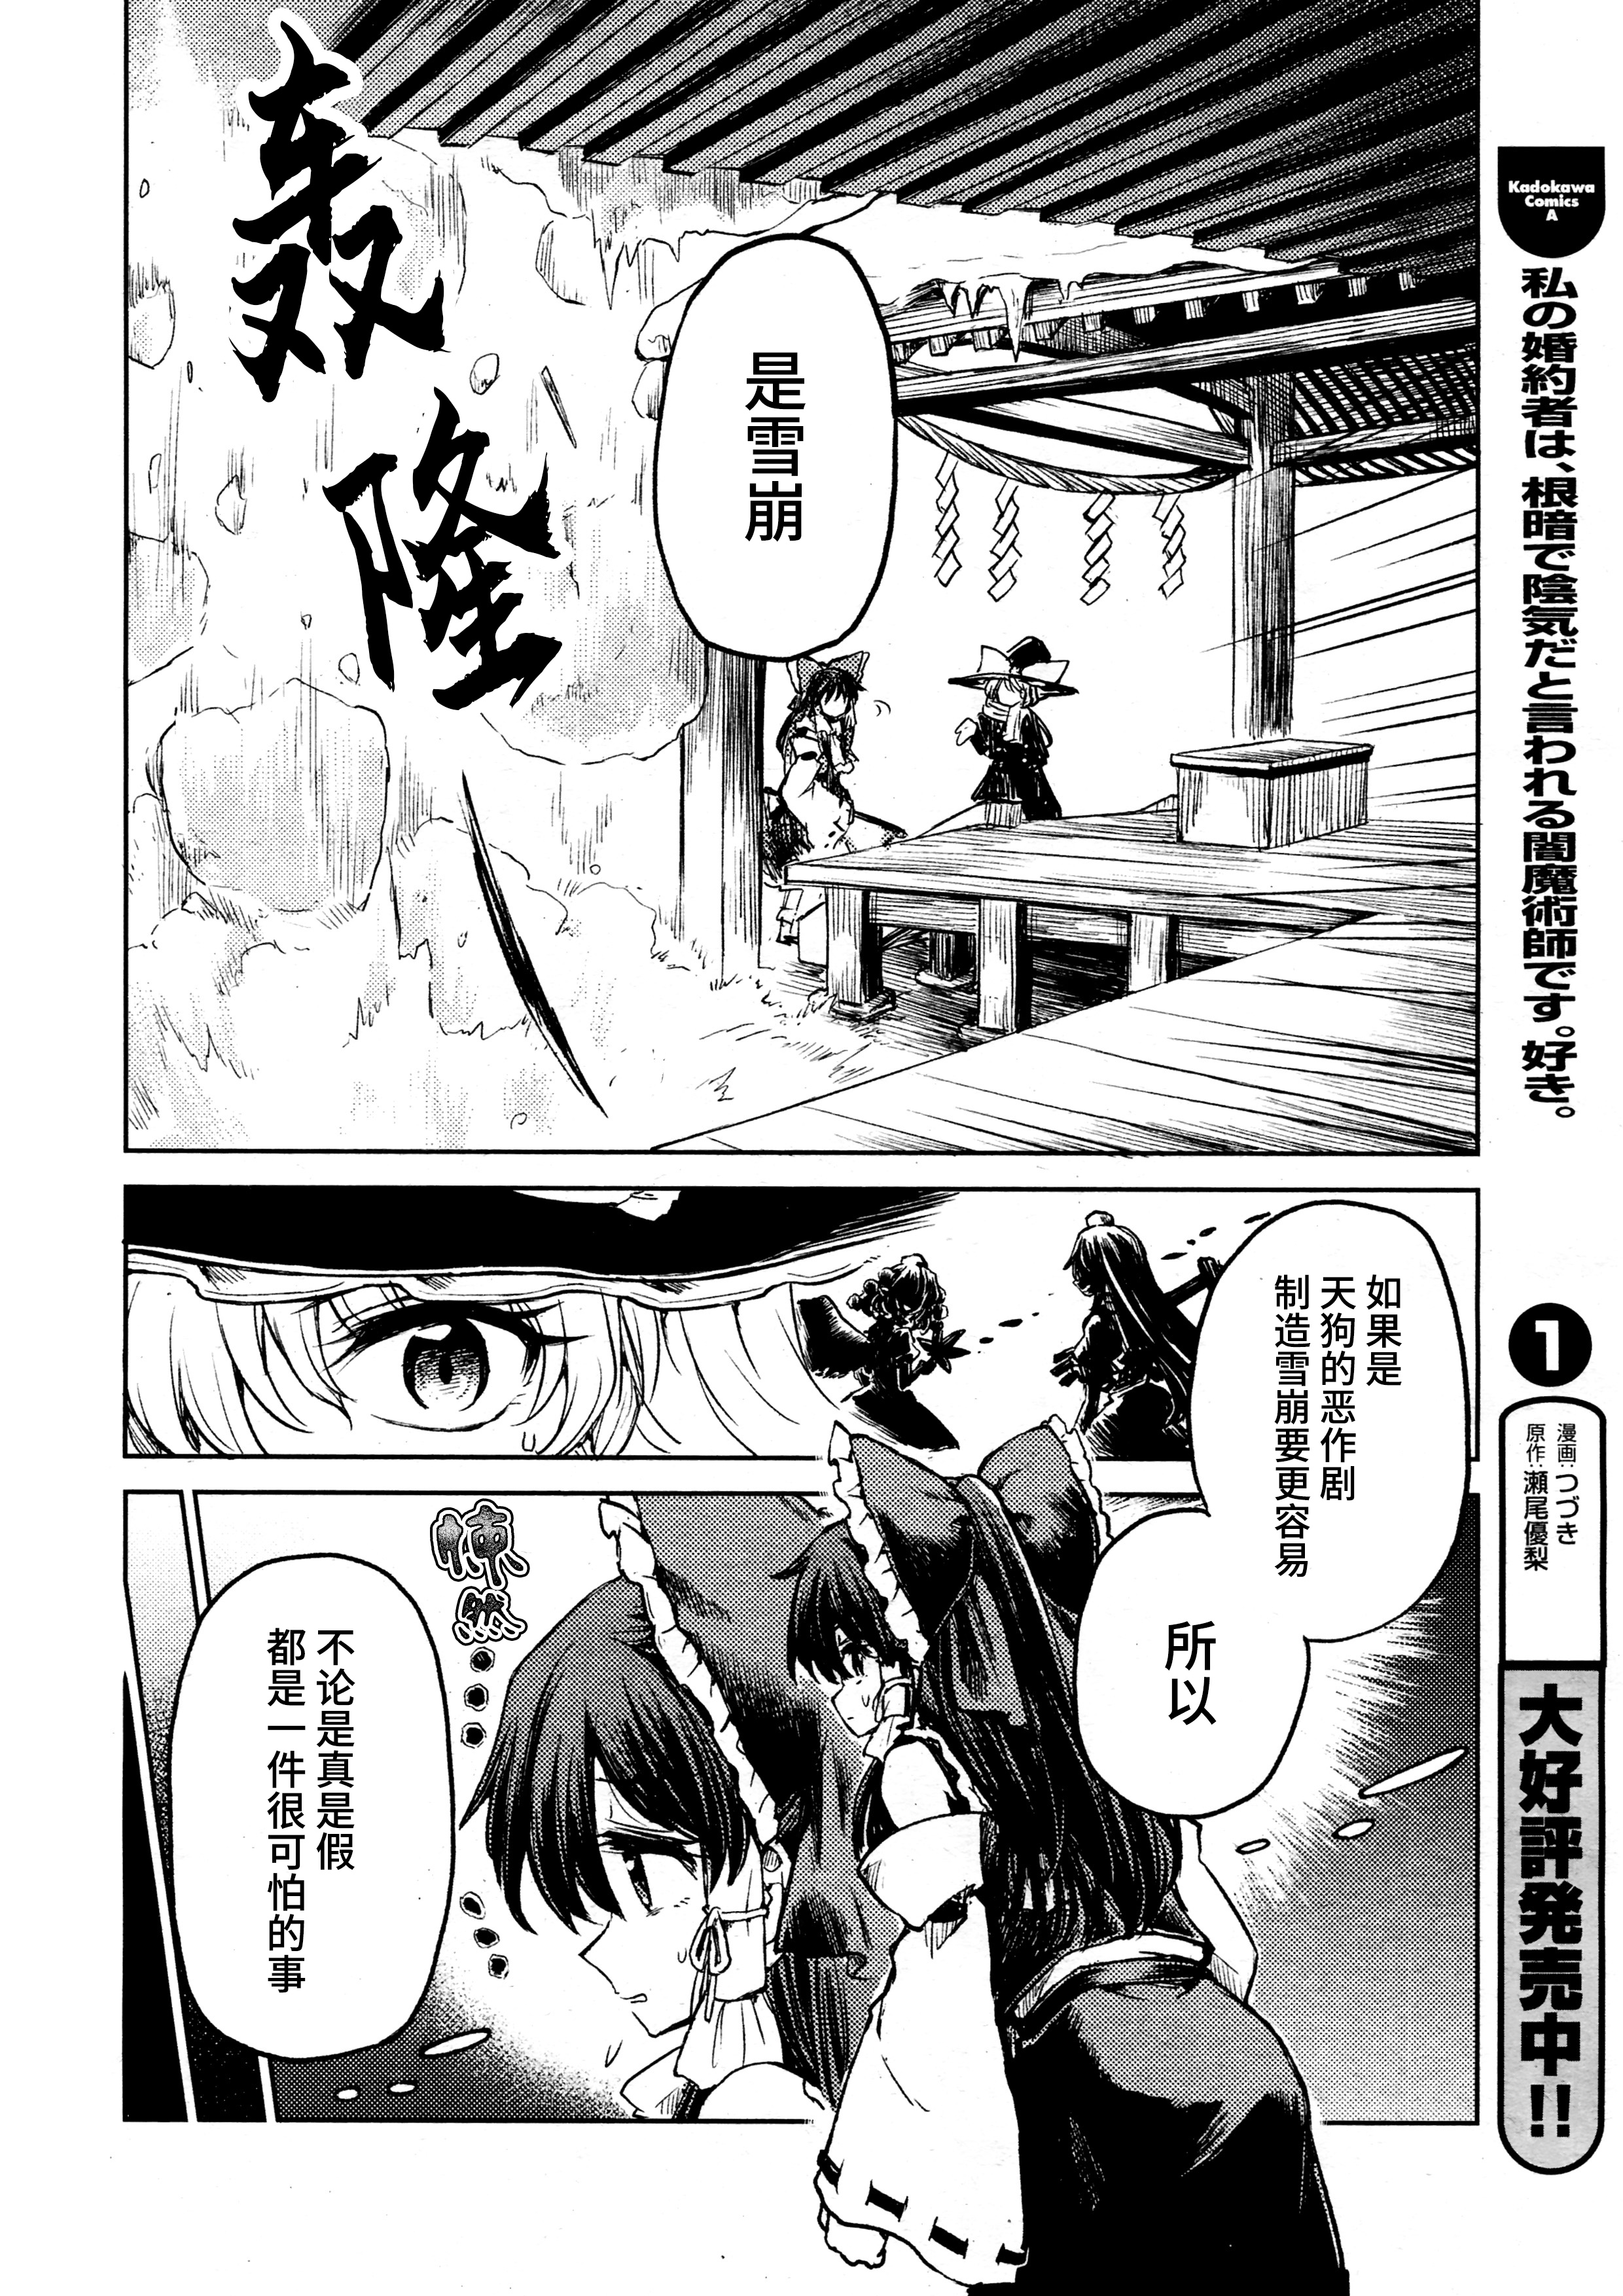 轰隆
是雪崩
如果是
天狗的恶作剧
制造雪崩要更容易
所以
悚然
不论是真是假
都是一件很可怕的事
Kadokawa
Comics
A
私の婚約者は、根暗で陰気だと言われる闇魔術師です。好き。
1
漫画:つづき
原作:瀬尾優梨
大好評発売中!!